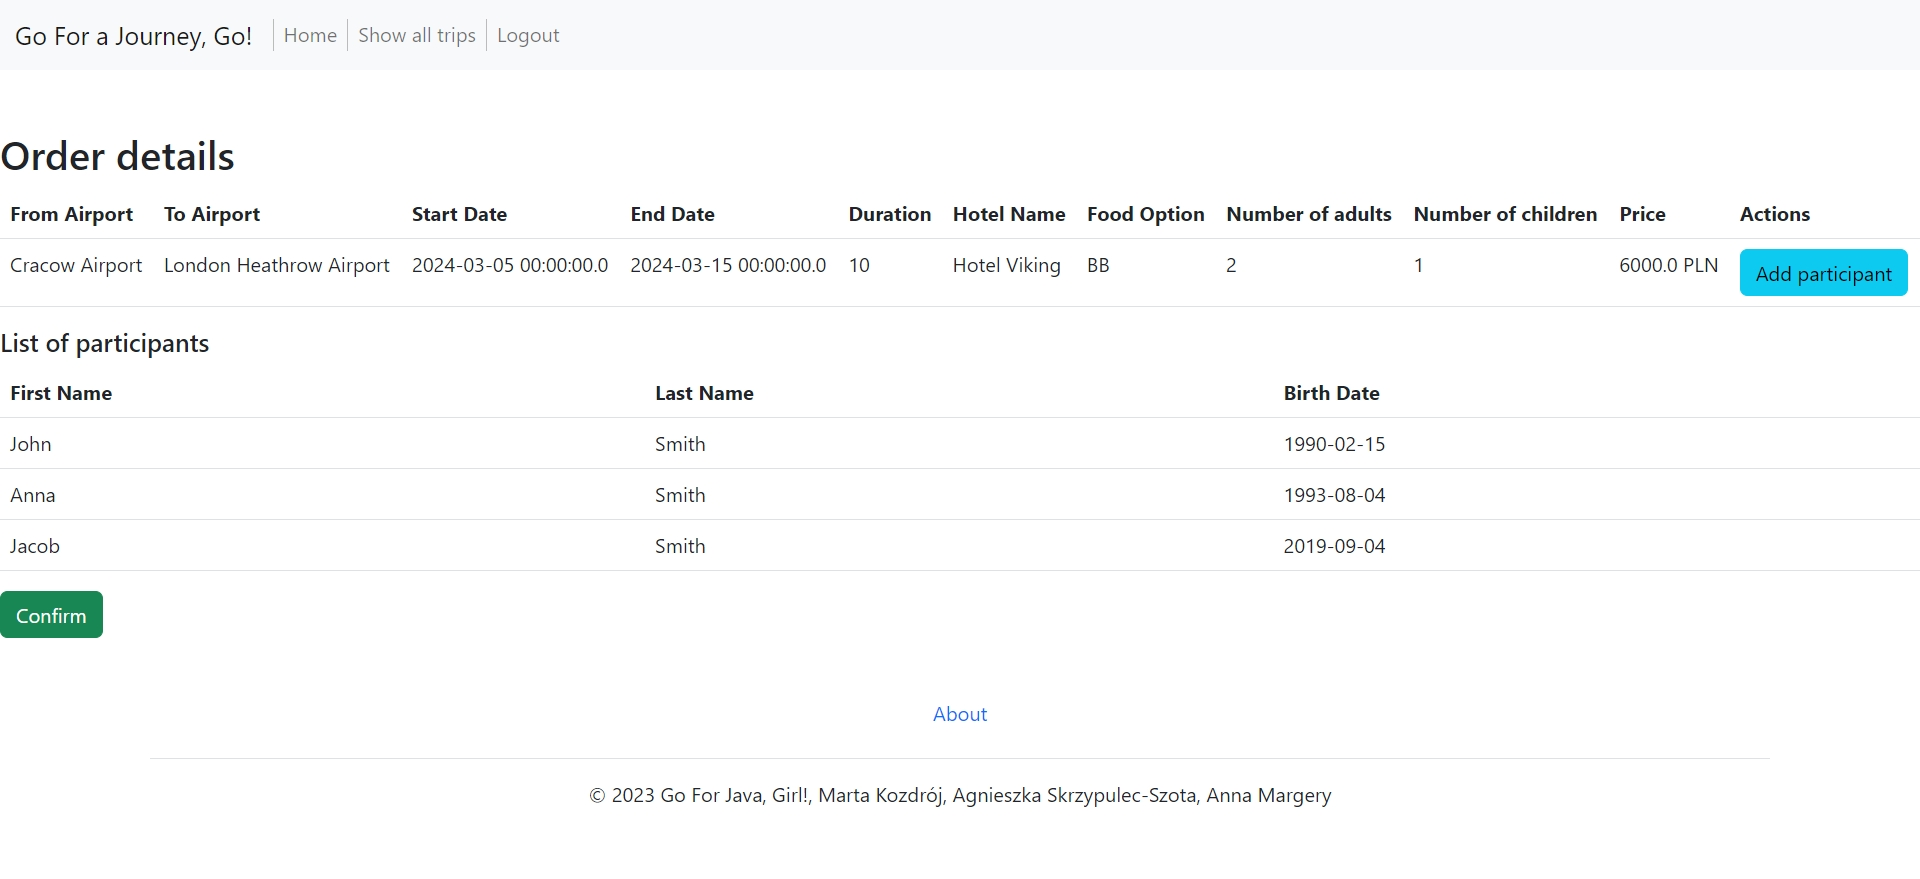 Go For a Journey, Go! Home Show all trips Logout
Order details
From Airport To Airport Start Date End Date Duration Hotel Name Food Option Number of adults Number of children Price Actions
Cracow Airport London Heathrow Airport 2024-03-05 00:00:00.0 2024-03-15 00:00:00.0 10 Hotel Viking BB 2 1 6000.0 PLN Add participant
List of participants
First Name Last Name Birth Date
John Smith 1990-02-15
Anna Smith 1993-08-04
Jacob Smith 2019-09-04
Confirm
About
© 2023 Go For Java, Girl!, Marta Kozdrój, Agnieszka Skrzypulec-Szota, Anna Margery